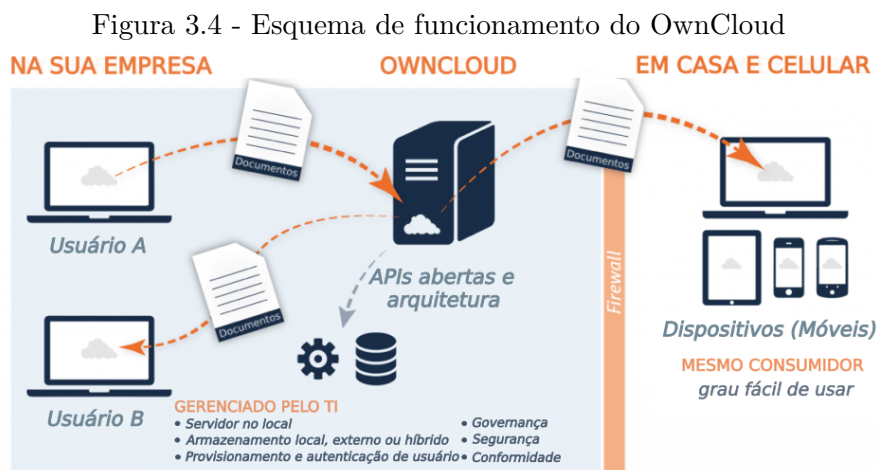 Figura 3.4 - Esquema de funcionamento do OwnCloud
NA SUA EMPRESA
OWNCLOUD
EM CASA E CELULAR
Documentos
Documentos
Usuário A
APIs abertas e
arquitetura
Firewall
Documentos
Dispositivos (Móveis)
MESMO CONSUMIDOR
grau fácil de usar
Usuário B
GERENCIADO PELO TI
• Servidor no local
• Armazenamento local, externo ou híbrido
• Provisionamento e autenticação de usuário
• Governança
• Segurança
• Conformidade